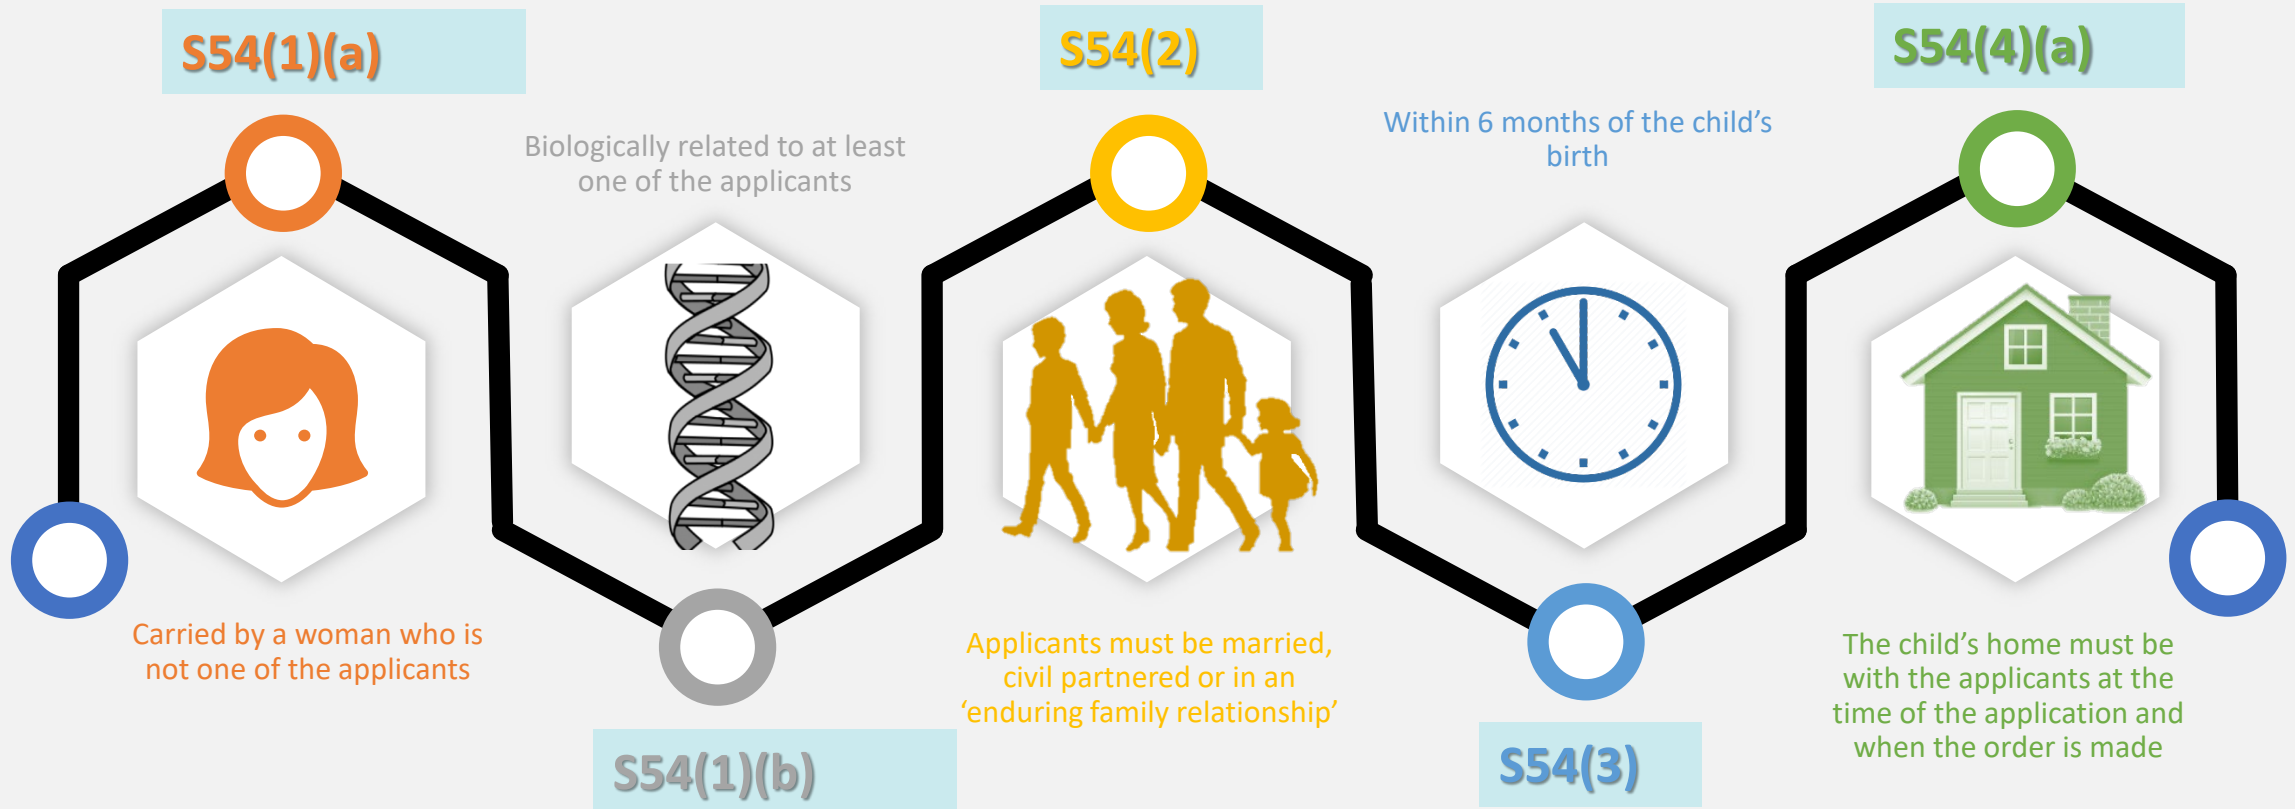 S54(1)(a)
Carried by a woman who is
not one of the applicants
Biologically related to at least
one of the applicants
S54(1)(b)
S54(2)
Applicants must be married,
civil partnered or in an
‘enduring family relationship’
Within 6 months of the child’s
birth
S54(3)
S54(4)(a)
The child’s home must be
with the applicants at the
time of the application and
when the order is made